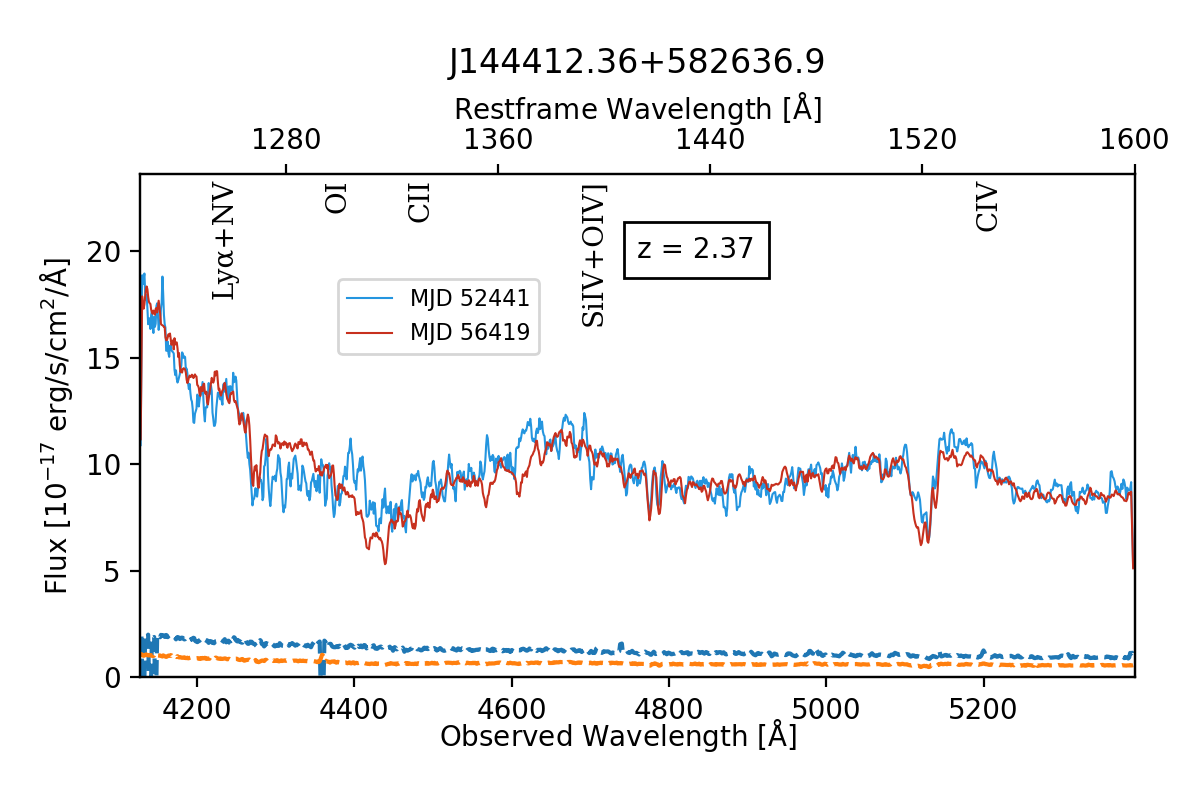 J144412.36+582636.9
Restframe Wavelength [Å]
1280 1360 1440 1520 1600
Lyα+NV OI CII SiIV+OIV] CIV
z = 2.37
MJD 52441
MJD 56419
Flux [10⁻¹⁷ erg/s/cm²/Å]
20
15
10
5
0
4200 4400 4600 4800 5000 5200
Observed Wavelength [Å]